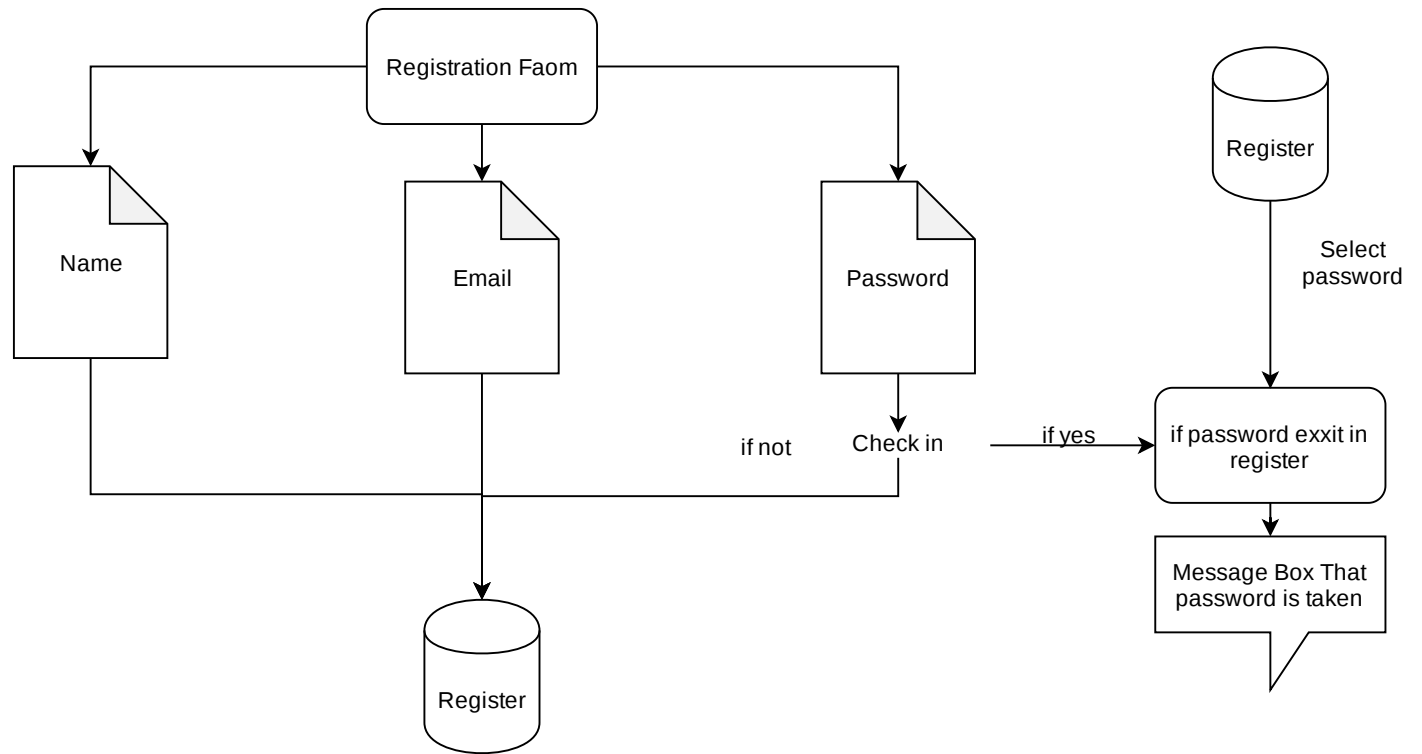 Registration Faom
Register
Name
Email
Password
Select
password
if not
Check in
if yes
if password exxit in
register
Message Box That
password is taken
Register